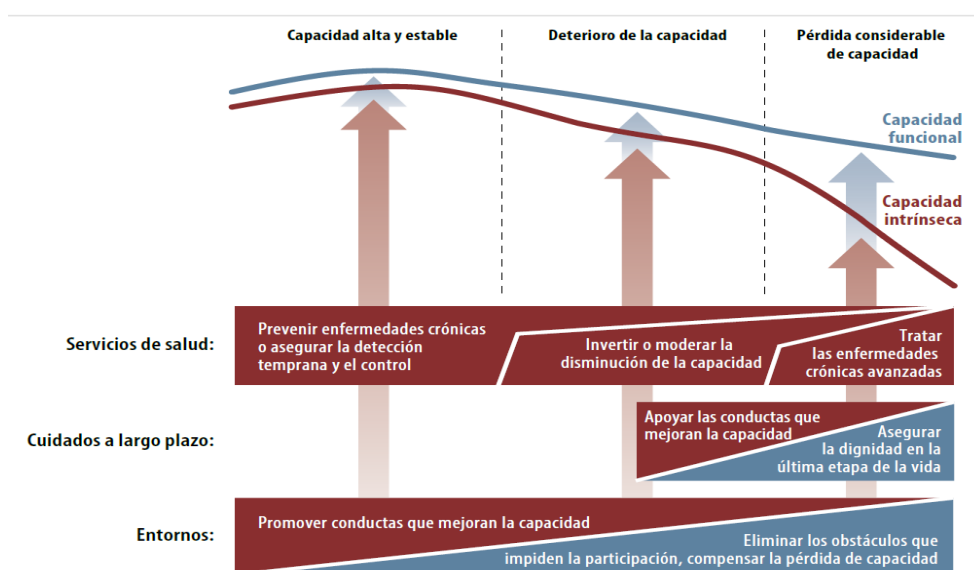 Capacidad alta y estable
Deterioro de la capacidad
Pérdida considerable
de capacidad
Capacidad
funcional
Capacidad
intrínseca
Servicios de salud:
Prevenir enfermedades crónicas
o asegurar la detección
temprana y el control
Invertir o moderar la
disminución de la capacidad
Tratar
las enfermedades
crónicas avanzadas
Cuidados a largo plazo:
Apoyar las conductas que
mejoran la capacidad
Asegurar
la dignidad en la
última etapa de la vida
Entornos:
Promover conductas que mejoran la capacidad
Eliminar los obstáculos que
impiden la participación, compensar la pérdida de capacidad